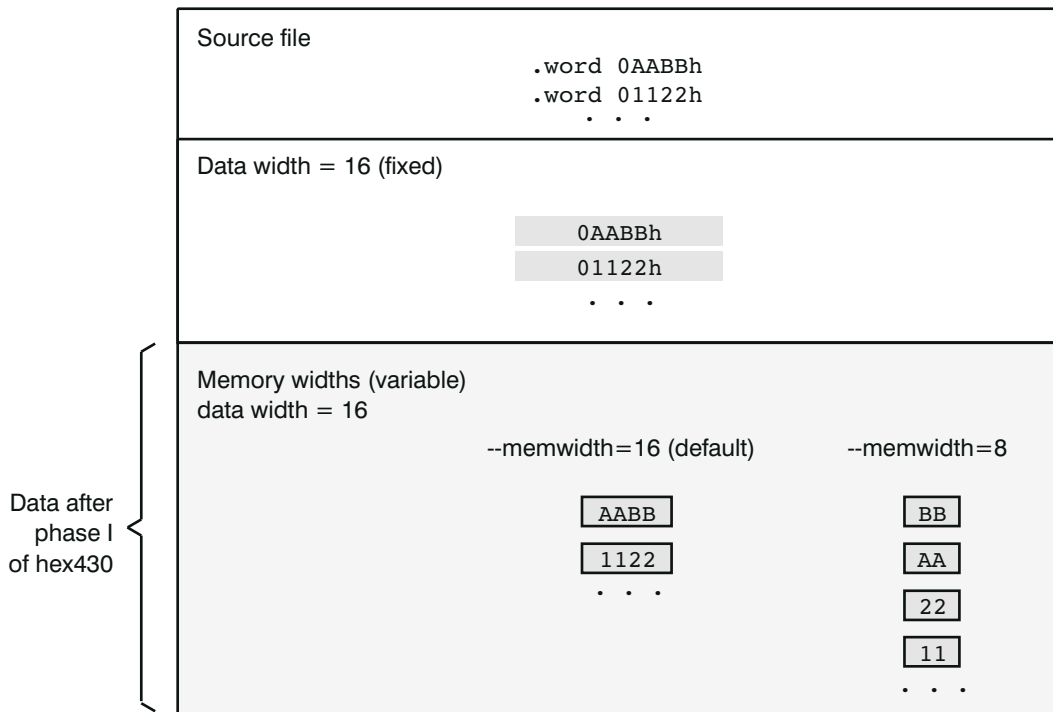 Source file
.word 0AABBh
.word 01122h
. . .
Data width = 16 (fixed)
0AABBh
01122h
. . .
Data after
phase I
of hex430
Memory widths (variable)
data width = 16
--memwidth=16 (default)
AABB
1122
. . .
--memwidth=8
BB
AA
22
11
. . .